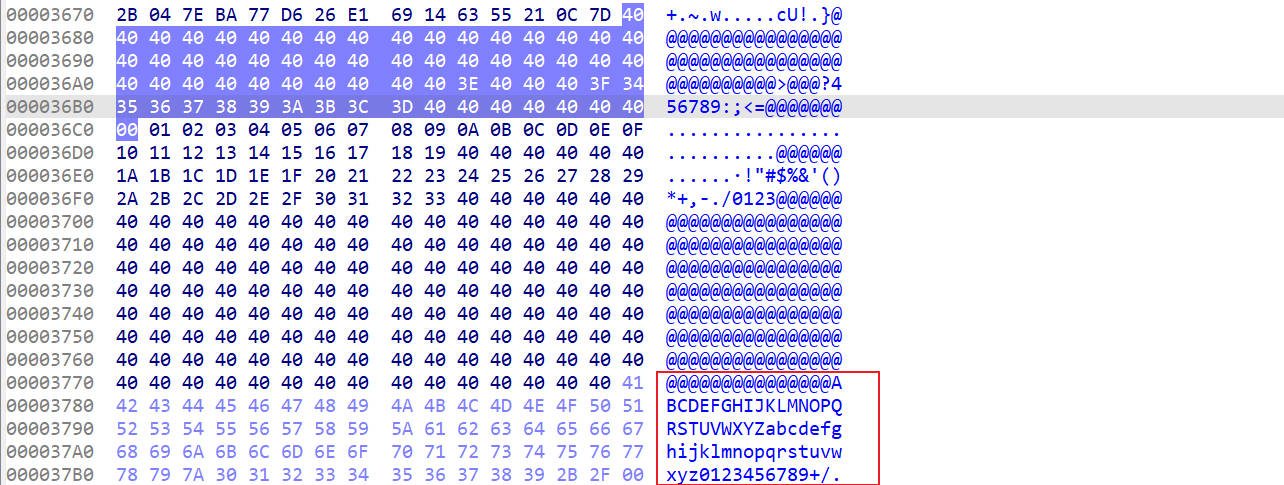 00003670 2B 04 7E BA 77 D6 26 E1 69 14 63 55 21 0C 7D 40 +.~.w.....cU!.}@
00003680 40 40 40 40 40 40 40 40 40 40 40 40 40 40 40 40 @@@@@@@@@@@@@@@@
00003690 40 40 40 40 40 40 40 40 40 40 40 40 40 40 40 40 @@@@@@@@@@@@@@@@
000036A0 40 40 40 40 40 40 40 40 40 40 3E 40 40 40 3F 34 @@@@@@@@@@>@@@?4
000036B0 35 36 37 38 39 3A 3B 3C 3D 40 40 40 40 40 40 40 56789:;<=@@@@@@@
000036C0 00 01 02 03 04 05 06 07 08 09 0A 0B 0C 0D 0E 0F ................
000036D0 10 11 12 13 14 15 16 17 18 19 40 40 40 40 40 40 ..........@@@@@@
000036E0 1A 1B 1C 1D 1E 1F 20 21 22 23 24 25 26 27 28 29 ......·!"#$%&'()
000036F0 2A 2B 2C 2D 2E 2F 30 31 32 33 40 40 40 40 40 40 *+,-./0123@@@@@@
00003700 40 40 40 40 40 40 40 40 40 40 40 40 40 40 40 40 @@@@@@@@@@@@@@@@
00003710 40 40 40 40 40 40 40 40 40 40 40 40 40 40 40 40 @@@@@@@@@@@@@@@@
00003720 40 40 40 40 40 40 40 40 40 40 40 40 40 40 40 40 @@@@@@@@@@@@@@@@
00003730 40 40 40 40 40 40 40 40 40 40 40 40 40 40 40 40 @@@@@@@@@@@@@@@@
00003740 40 40 40 40 40 40 40 40 40 40 40 40 40 40 40 40 @@@@@@@@@@@@@@@@
00003750 40 40 40 40 40 40 40 40 40 40 40 40 40 40 40 40 @@@@@@@@@@@@@@@@
00003760 40 40 40 40 40 40 40 40 40 40 40 40 40 40 40 40 @@@@@@@@@@@@@@@@
00003770 40 40 40 40 40 40 40 40 40 40 40 40 40 40 40 41 @@@@@@@@@@@@@@@A
00003780 42 43 44 45 46 47 48 49 4A 4B 4C 4D 4E 4F 50 51 BCDEFGHIJKLMNOPQ
00003790 52 53 54 55 56 57 58 59 5A 61 62 63 64 65 66 67 RSTUVWXYZabcdefg
000037A0 68 69 6A 6B 6C 6D 6E 6F 70 71 72 73 74 75 76 77 hijklmnopqrstuvw
000037B0 78 79 7A 30 31 32 33 34 35 36 37 38 39 2B 2F 00 xyz0123456789+/.